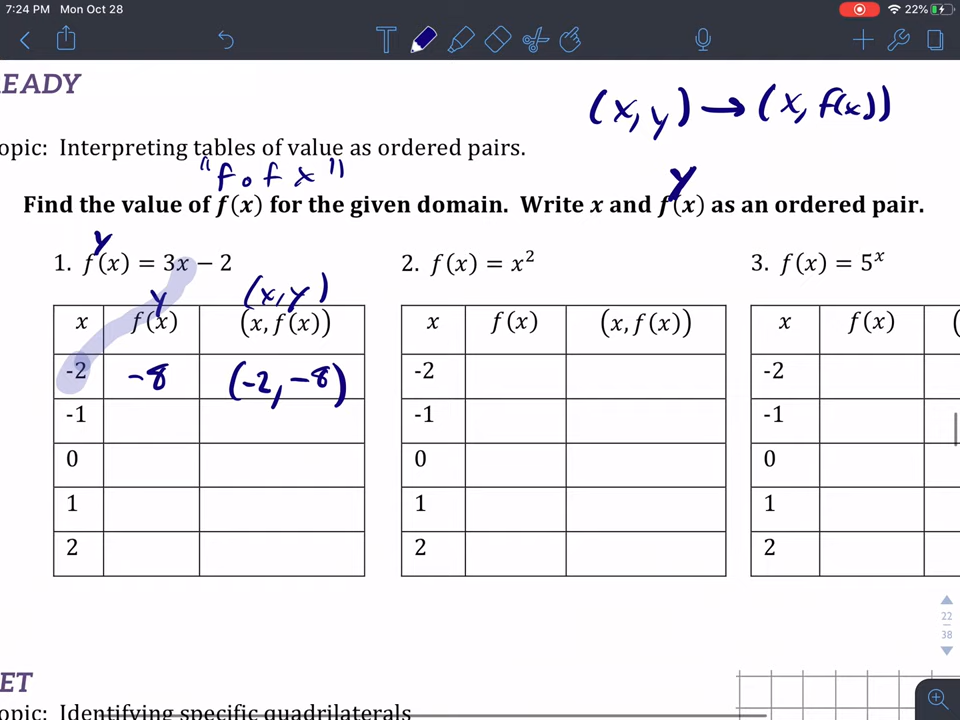 7:24 PM Mon Oct 28
22%
EADY
(x, y) → (x, f(x))
opic: Interpreting tables of value as ordered pairs.
"f of x"
y
Find the value of f(x) for the given domain. Write x and f(x) as an ordered pair.
y
1. f(x) = 3x − 2
2. f(x) = x²
3. f(x) = 5ˣ
y (x, y)
x f(x) (x, f(x))
-2 -8 (-2, -8)
-1
0
1
2
x f(x) (x, f(x))
-2
-1
0
1
2
x f(x) (
-2
-1
0
1
2
22
38
ET
opic: Identifying specific quadrilaterals